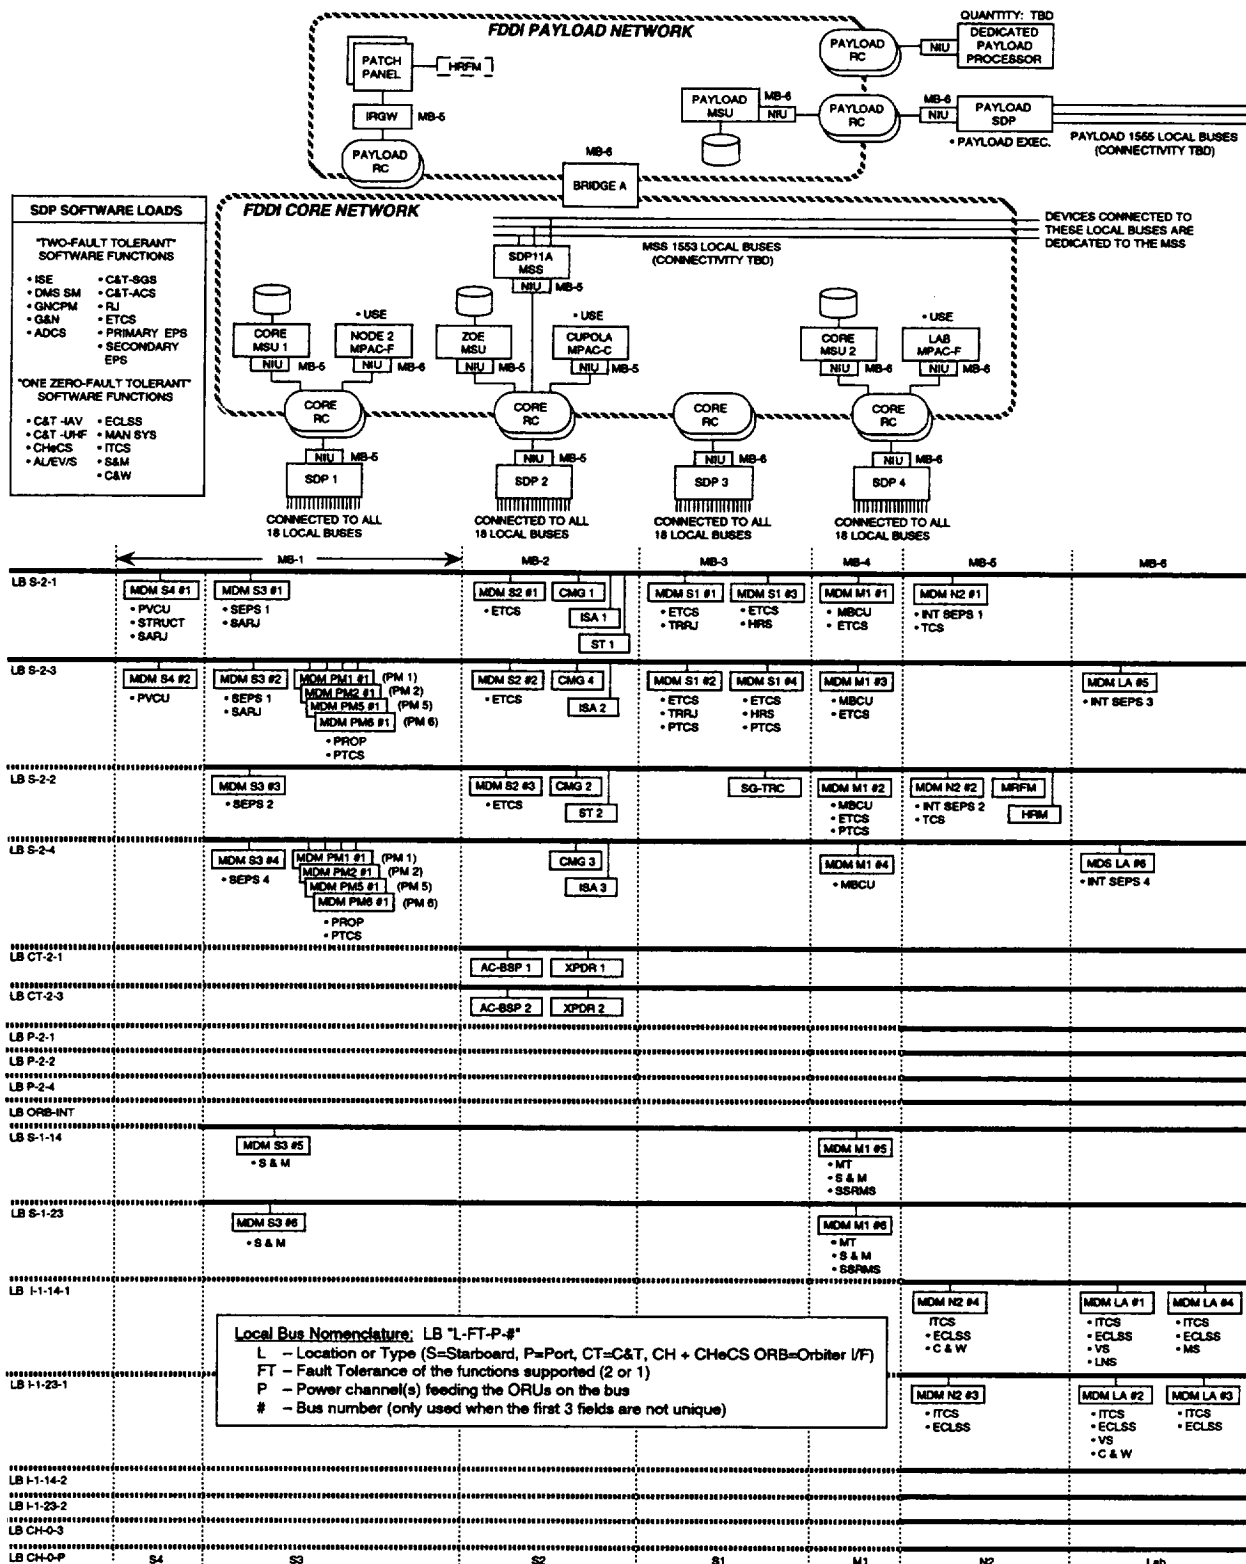 FDDI PAYLOAD NETWORK
QUANTITY: TBD
PATCH
PANEL
HRFM
PAYLOAD
RC
NIU
DEDICATED
PAYLOAD
PROCESSOR
IRGW
MB-5
PAYLOAD
RC
PAYLOAD
MSU
MB-6
NIU
PAYLOAD
RC
MB-6
NIU
PAYLOAD
SDP
• PAYLOAD EXEC.
PAYLOAD 1555 LOCAL BUSES
(CONNECTIVITY TBD)
MB-6
BRIDGE A
SDP SOFTWARE LOADS
"TWO-FAULT TOLERANT"
SOFTWARE FUNCTIONS
• ISE • C&T-SGS
• DMS SM • C&T-ACS
• GNCPM • RJ
• G&N • ETCS
• ADCS • PRIMARY EPS
• SECONDARY
EPS
"ONE ZERO-FAULT TOLERANT"
SOFTWARE FUNCTIONS
• C&T -IAV • ECLSS
• C&T -UHF • MAN SYS
• CHeCS • ITCS
• AL/EV/S • S&M
• C&W
FDDI CORE NETWORK
SDP11A
MSS
NIU
MB-5
MSS 1553 LOCAL BUSES
(CONNECTIVITY TBD)
DEVICES CONNECTED TO
THESE LOCAL BUSES ARE
DEDICATED TO THE MSS
CORE
MSU 1
NIU
MB-5
• USE
NODE 2
MPAC-F
NIU
MB-6
ZOE
MSU
NIU
MB-5
• USE
CUPOLA
MPAC-C
NIU
MB-5
CORE
MSU 2
NIU
MB-6
• USE
LAB
MPAC-F
NIU
MB-6
CORE
RC
CORE
RC
CORE
RC
CORE
RC
NIU MB-5
NIU MB-5
NIU MB-6
NIU MB-6
SDP 1
SDP 2
SDP 3
SDP 4
CONNECTED TO ALL
18 LOCAL BUSES
CONNECTED TO ALL
18 LOCAL BUSES
CONNECTED TO ALL
18 LOCAL BUSES
CONNECTED TO ALL
18 LOCAL BUSES
MB-1 MB-2 MB-3 MB-4 MB-5 MB-6
LB S-2-1
MDM S4 #1
• PVCU
• STRUCT
• SARJ
MDM S3 #1
• SEPS 1
• SARJ
MDM S2 #1
• ETCS
CMG 1
ISA 1
ST 1
MDM S1 #1
• ETCS
• TRRJ
MDM S1 #3
• ETCS
• HRS
MDM M1 #1
• MBCU
• ETCS
MDM N2 #1
• INT SEPS 1
• TCS
LB S-2-3
MDM S4 #2
• PVCU
MDM S3 #2
• SEPS 1
• SARJ
MDM PM1 #1 (PM 1)
MDM PM2 #1 (PM 2)
MDM PM5 #1 (PM 5)
MDM PM6 #1 (PM 6)
• PROP
• PTCS
MDM S2 #2
• ETCS
CMG 4
ISA 2
MDM S1 #2
• ETCS
• TRRJ
• PTCS
MDM S1 #4
• ETCS
• HRS
• PTCS
MDM M1 #3
• MBCU
• ETCS
MDM LA #5
• INT SEPS 3
LB S-2-2
MDM S3 #3
• SEPS 2
MDM S2 #3
• ETCS
CMG 2
ST 2
SG-TRC
MDM M1 #2
• MBCU
• ETCS
• PTCS
MDM N2 #2
• INT SEPS 2
• TCS
MRFM
HRM
LB S-2-4
MDM S3 #4
• SEPS 4
MDM PM1 #1 (PM 1)
MDM PM2 #1 (PM 2)
MDM PM5 #1 (PM 5)
MDM PM6 #1 (PM 6)
• PROP
• PTCS
CMG 3
ISA 3
MDM M1 #4
• MBCU
MDS LA #6
• INT SEPS 4
LB CT-2-1
AC-BSP 1
XPDR 1
LB CT-2-3
AC-BSP 2
XPDR 2
LB P-2-1
LB P-2-2
LB P-2-4
LB ORB-INT
LB S-1-14
MDM S3 #5
• S & M
MDM M1 #5
• MT
• S & M
• SSRMS
LB S-1-23
MDM S3 #6
• S & M
MDM M1 #6
• MT
• S & M
• SSRMS
LB I-1-14-1
MDM N2 #4
ITCS
• ECLSS
• C & W
MDM LA #1
• ITCS
• ECLSS
• VS
• LNS
MDM LA #4
• ITCS
• ECLSS
• MS
Local Bus Nomenclature: LB "L-FT-P-#"
L – Location or Type (S=Starboard, P=Port, CT=C&T, CH + CHeCS ORB=Orbiter I/F)
FT – Fault Tolerance of the functions supported (2 or 1)
P – Power channel(s) feeding the ORUs on the bus
# – Bus number (only used when the first 3 fields are not unique)
LB I-1-23-1
MDM N2 #3
• ITCS
• ECLSS
MDM LA #2
• ITCS
• ECLSS
• VS
• C & W
MDM LA #3
• ITCS
• ECLSS
LB I-1-14-2
LB I-1-23-2
LB CH-0-3
LB CH-0-P
S4 S3 S2 S1 M1 N2 Lab